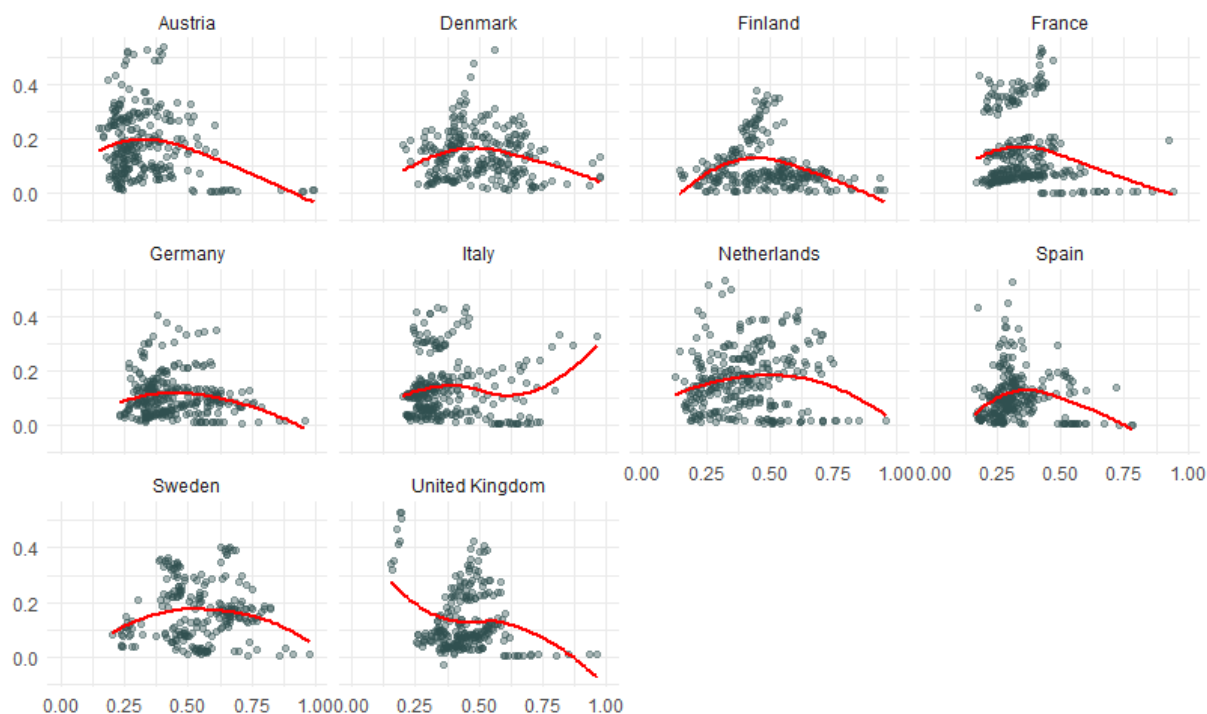 Austria Denmark Finland France
0.4
0.2
0.0
Germany Italy Netherlands Spain
0.4
0.2
0.0
0.00 0.25 0.50 0.75 1.00 0.00 0.25 0.50 0.75 1.00
Sweden United Kingdom
0.4
0.2
0.0
0.00 0.25 0.50 0.75 1.00 0.00 0.25 0.50 0.75 1.00